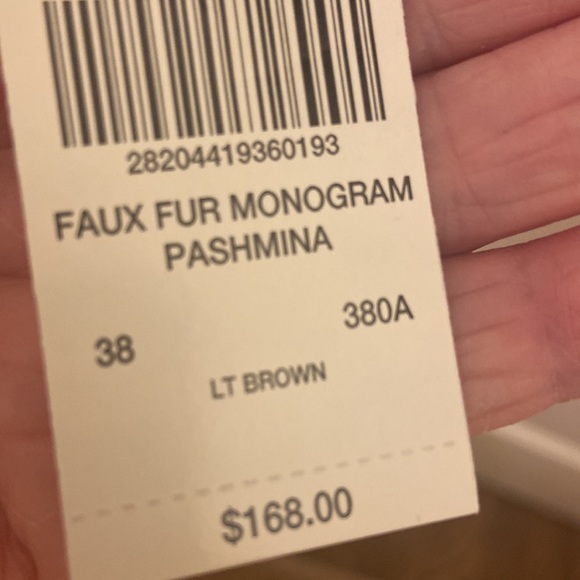 28204419360193
FAUX FUR MONOGRAM
PASHMINA
38 380A
LT BROWN
$168.00